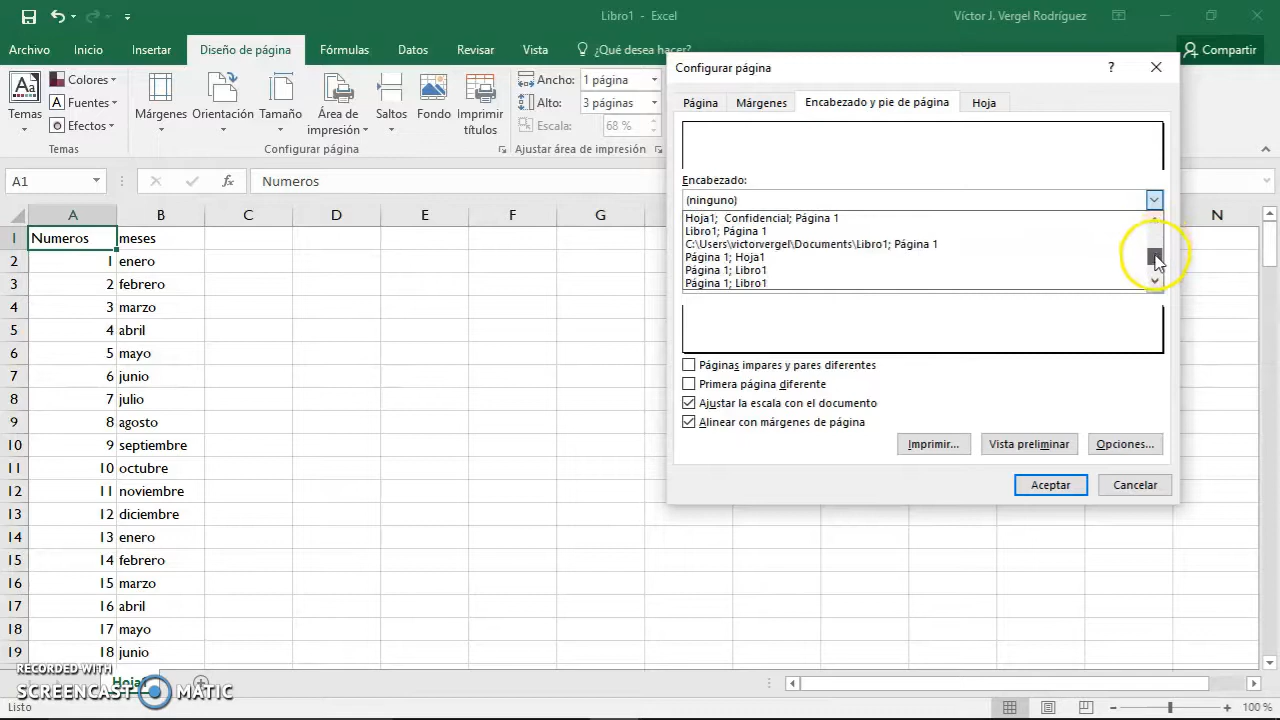 Libro1 - Excel
Víctor J. Vergel Rodríguez
Archivo
Inicio
Insertar
Diseño de página
Fórmulas
Datos
Revisar
Vista
¿Qué desea hacer?
Compartir
Aa
Temas
Colores
Fuentes
Efectos
Temas
Márgenes
Orientación
Tamaño
Área de impresión
Saltos
Fondo
Imprimir títulos
Configurar página
Ancho: 1 página
Alto: 3 páginas
Escala: 68 %
Ajustar área de impresión
A1
fx
Numeros
A B C D E F G N
1 Numeros meses
2 1 enero
3 2 febrero
4 3 marzo
5 4 abril
6 5 mayo
7 6 junio
8 7 julio
9 8 agosto
10 9 septiembre
11 10 octubre
12 11 noviembre
13 12 diciembre
14 13 enero
15 14 febrero
16 15 marzo
17 16 abril
18 17 mayo
19 18 junio
Configurar página
?
Página
Márgenes
Encabezado y pie de página
Hoja
Encabezado:
(ninguno)
Hoja1; Confidencial; Página 1
Libro1; Página 1
C:\Users\victorvergel\Documents\Libro1; Página 1
Página 1; Hoja1
Página 1; Libro1
Página 1; Libro1
Páginas impares y pares diferentes
Primera página diferente
Ajustar la escala con el documento
Alinear con márgenes de página
Imprimir...
Vista preliminar
Opciones...
Aceptar
Cancelar
RECORDED WITH
SCREENCAST MATIC
Listo
100 %